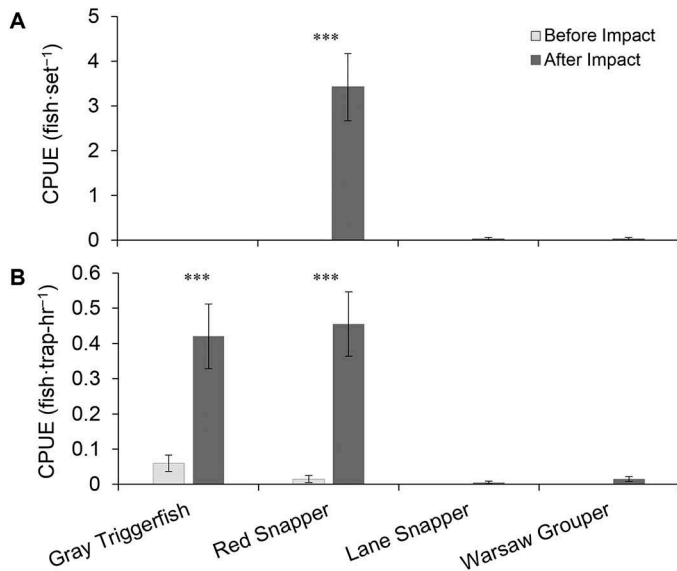 A
CPUE (fish·set⁻¹)
5
4
3
2
1
0
***
Before Impact
After Impact
B
CPUE (fish·trap-hr⁻¹)
0.6
0.5
0.4
0.3
0.2
0.1
0
***
***
Gray Triggerfish
Red Snapper
Lane Snapper
Warsaw Grouper